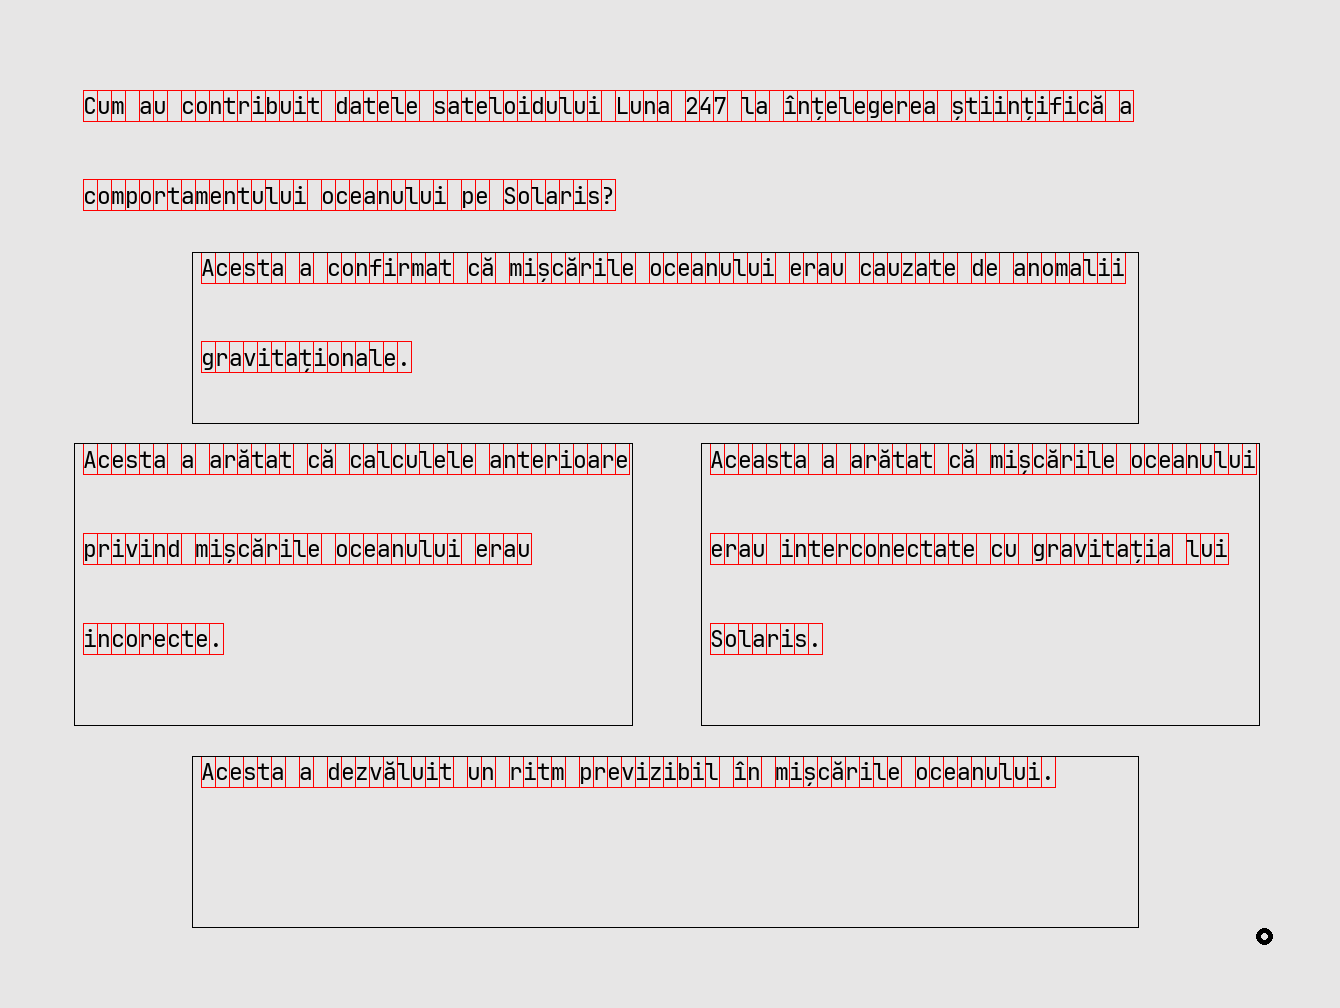 Cum au contribuit datele sateloidului Luna 247 la înțelegerea științifică a
comportamentului oceanului pe Solaris?
Acesta a confirmat că mișcările oceanului erau cauzate de anomalii
gravitaționale.
Acesta a arătat că calculele anterioare
privind mișcările oceanului erau
incorecte.
Aceasta a arătat că mișcările oceanului
erau interconectate cu gravitația lui
Solaris.
Acesta a dezvăluit un ritm previzibil în mișcările oceanului.